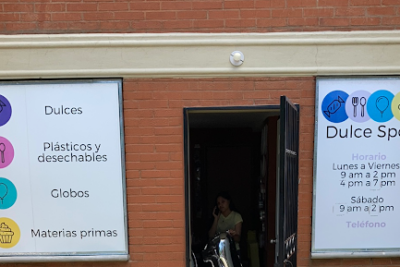 Dulces
Plásticos y
desechables
Globos
Materias primas
Dulce Spo
Horario
Lunes a Viernes
9 am a 2 pm
4 pm a 7 pm
Sábado
9 am a 2 pm
Teléfono